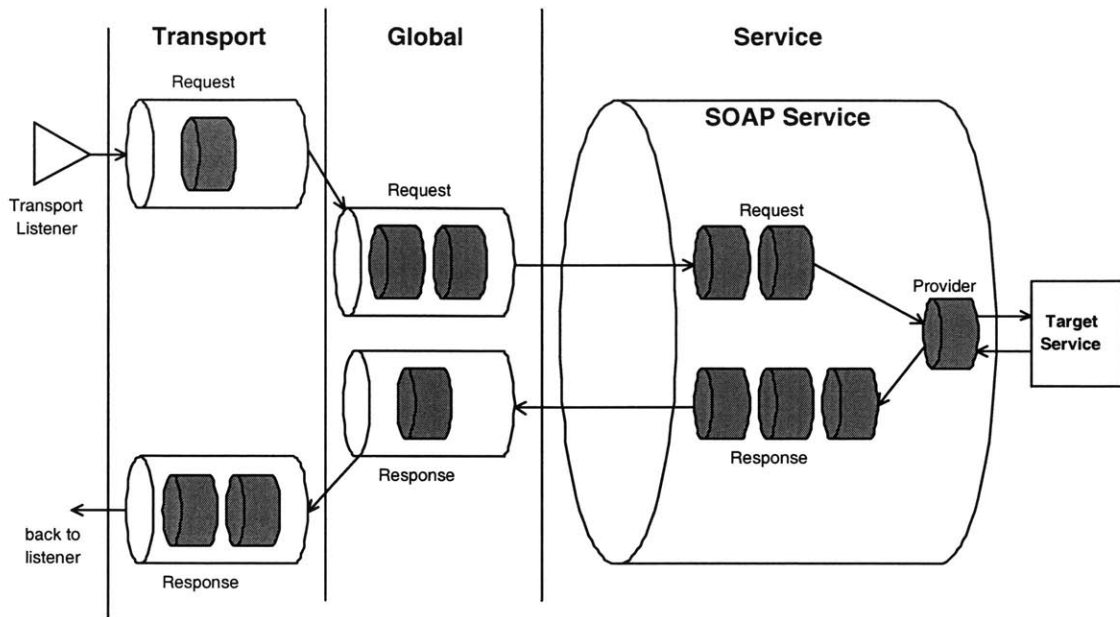 Transport
Global
Service
Request
SOAP Service
Transport
Listener
Request
Request
Provider
Target
Service
Response
Response
back to
listener
Response